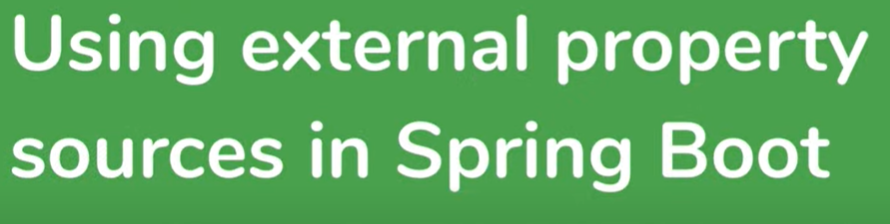 Using external property
sources in Spring Boot